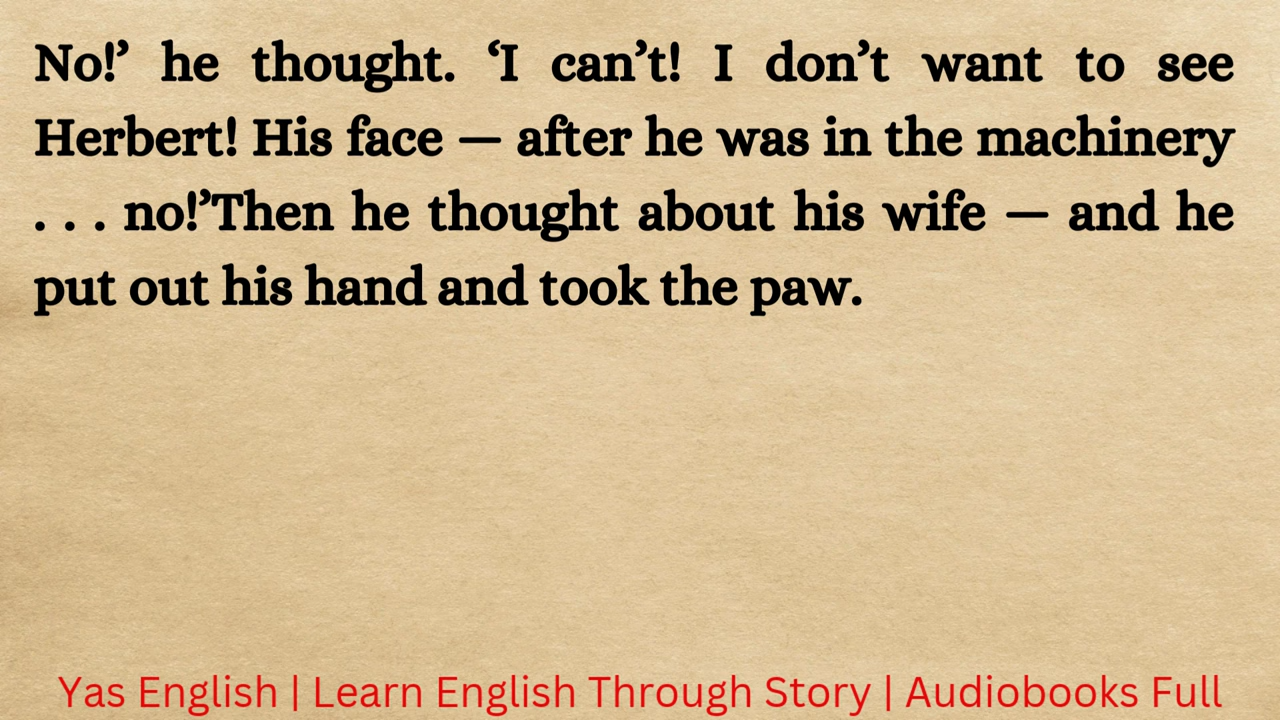 No!’ he thought. ‘I can’t! I don’t want to see
Herbert! His face — after he was in the machinery
. . . no!’Then he thought about his wife — and he
put out his hand and took the paw.
Yas English | Learn English Through Story | Audiobooks Full